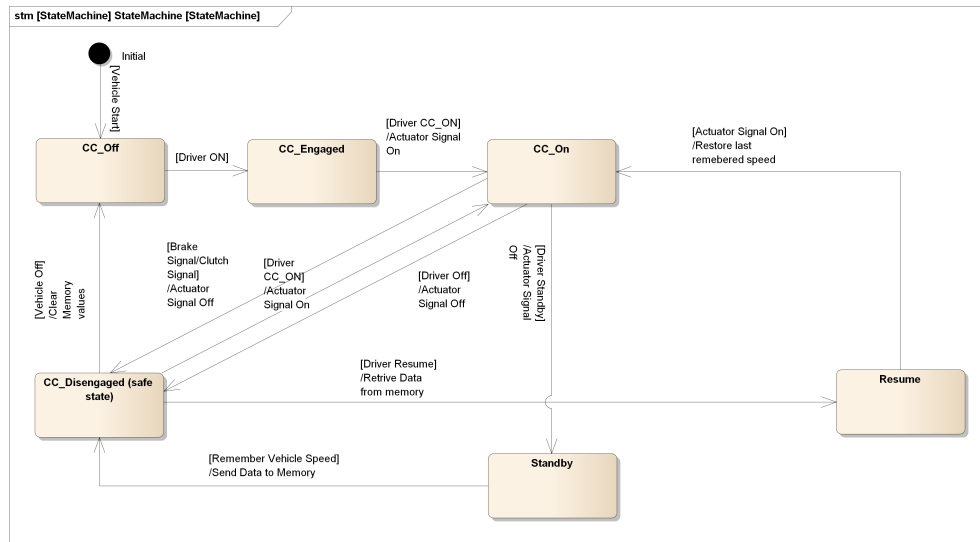 stm [StateMachine] StateMachine [StateMachine]
Initial
[Vehicle Start]
CC_Off
[Driver ON]
CC_Engaged
[Driver CC_ON]
/Actuator Signal
On
CC_On
[Actuator Signal On]
/Restore last
remebered speed
[Vehicle Off]
/Clear
Memory
values
[Brake
Signal/Clutch
Signal]
/Actuator
Signal Off
[Driver
CC_ON]
/Actuator
Signal On
[Driver Off]
/Actuator
Signal Off
[Driver Standby]
/Actuator Signal
Off
CC_Disengaged (safe
state)
[Driver Resume]
/Retrive Data
from memory
Resume
[Remember Vehicle Speed]
/Send Data to Memory
Standby